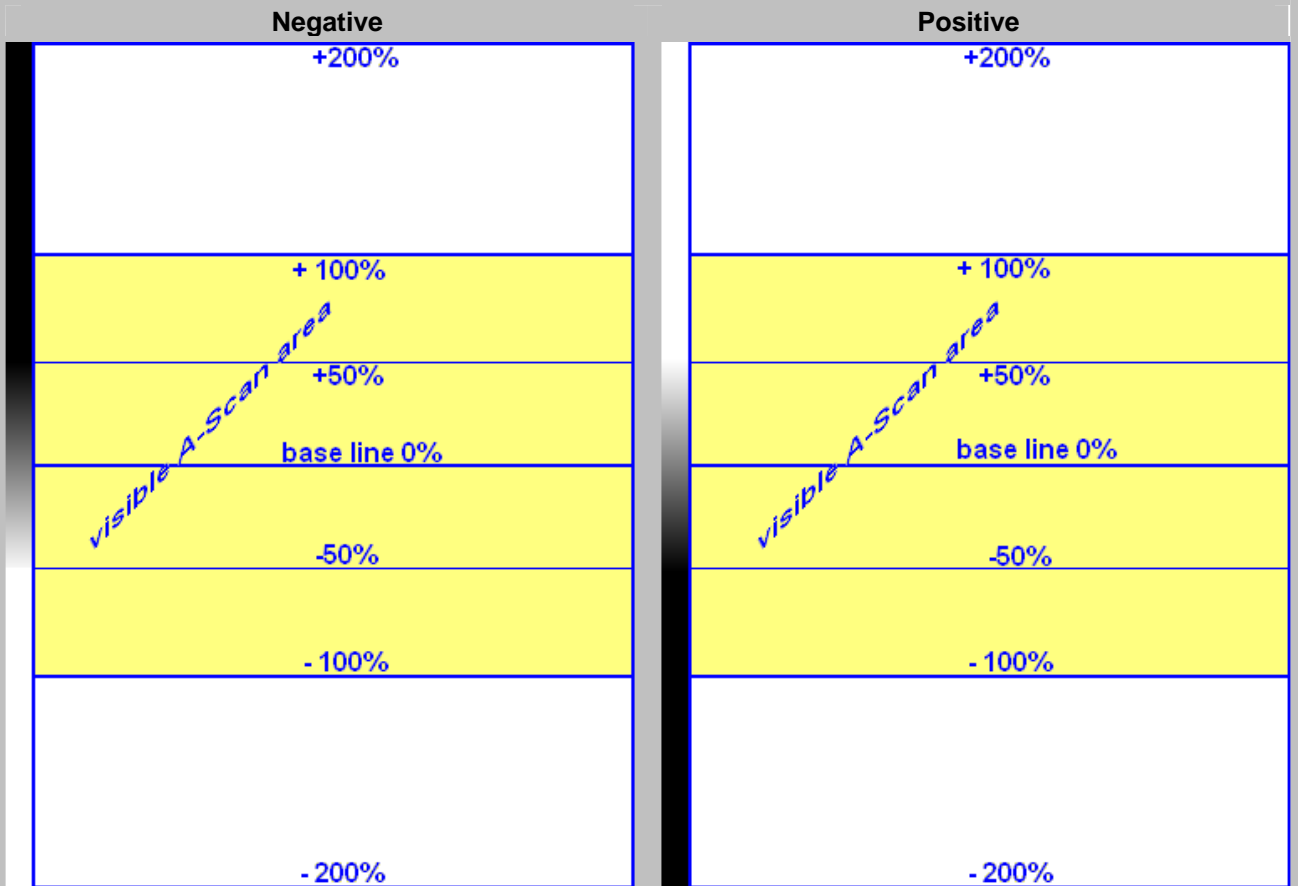 Negative
+200%
+ 100%
visible A-Scan area
+50%
base line 0%
-50%
- 100%
- 200%
Positive
+200%
+ 100%
visible A-Scan area
+50%
base line 0%
-50%
- 100%
- 200%